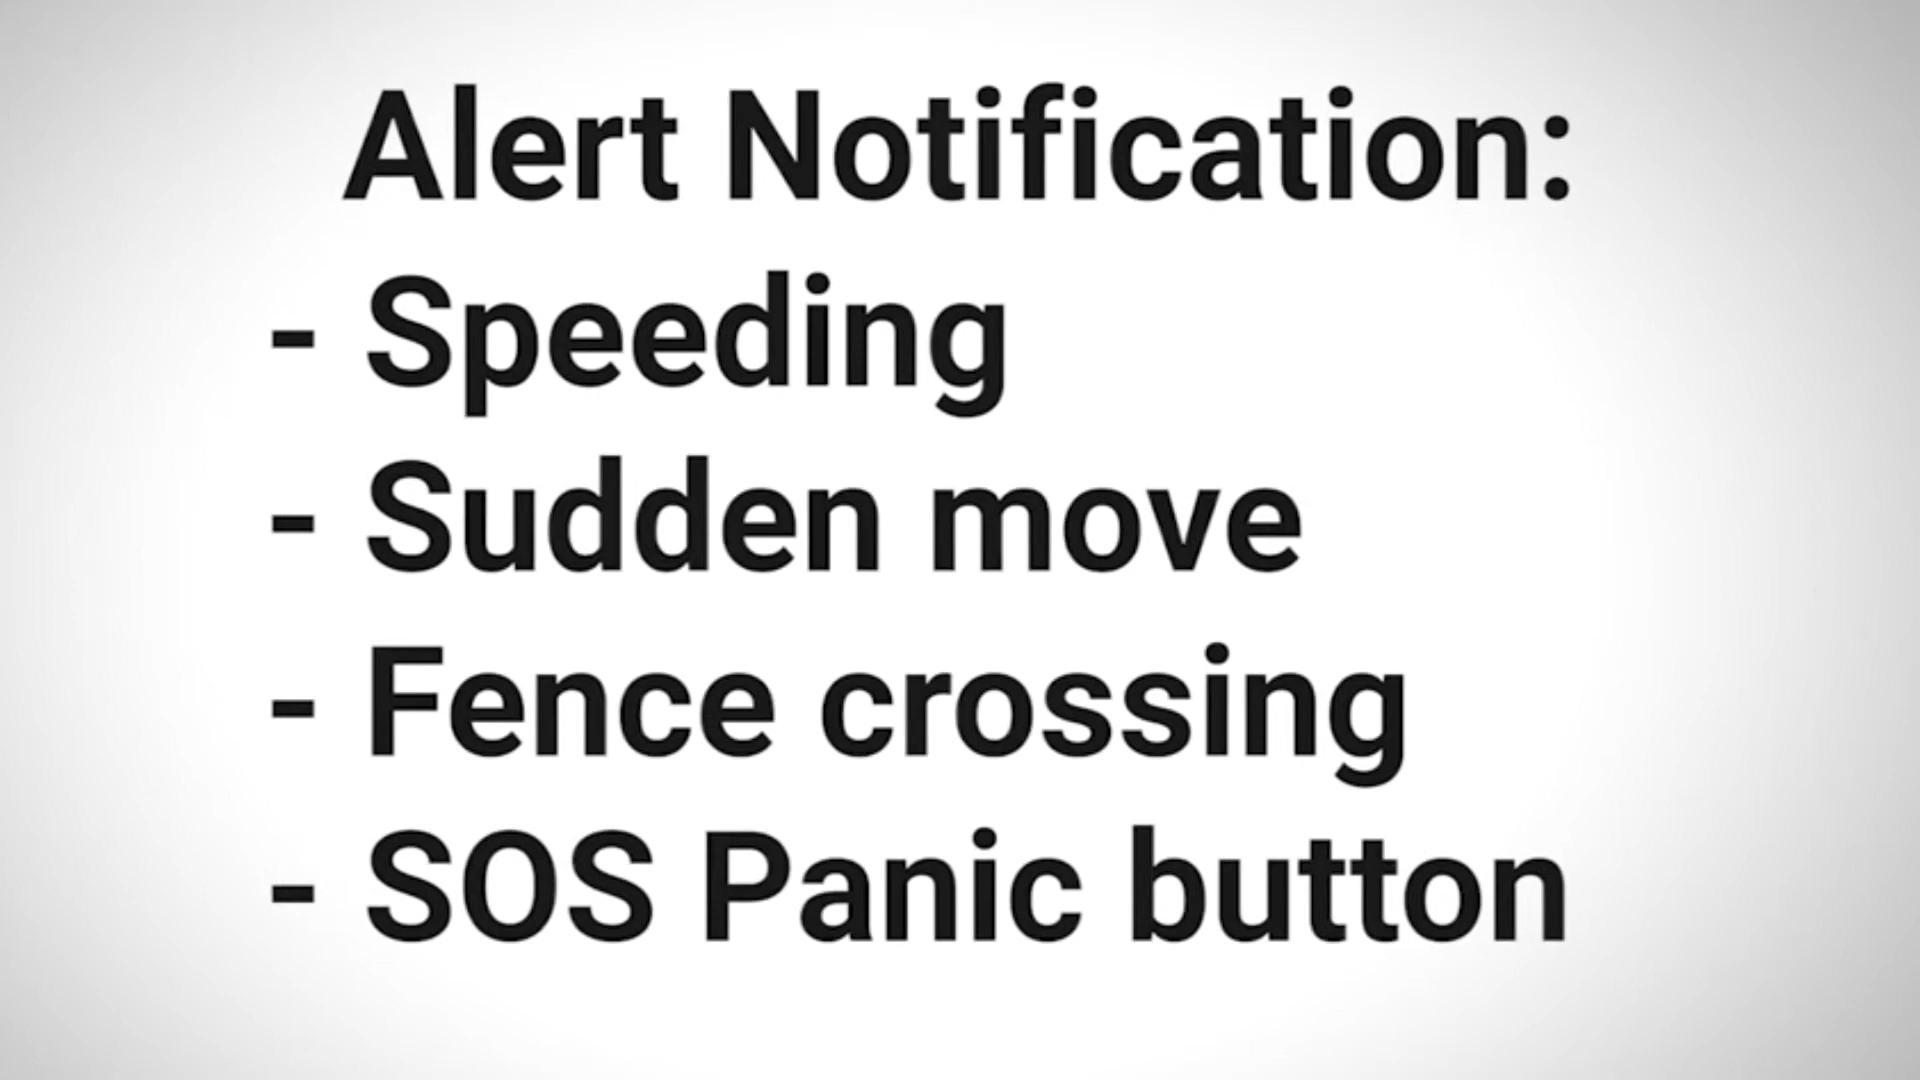 Alert Notification:
- Speeding
- Sudden move
- Fence crossing
- SOS Panic button